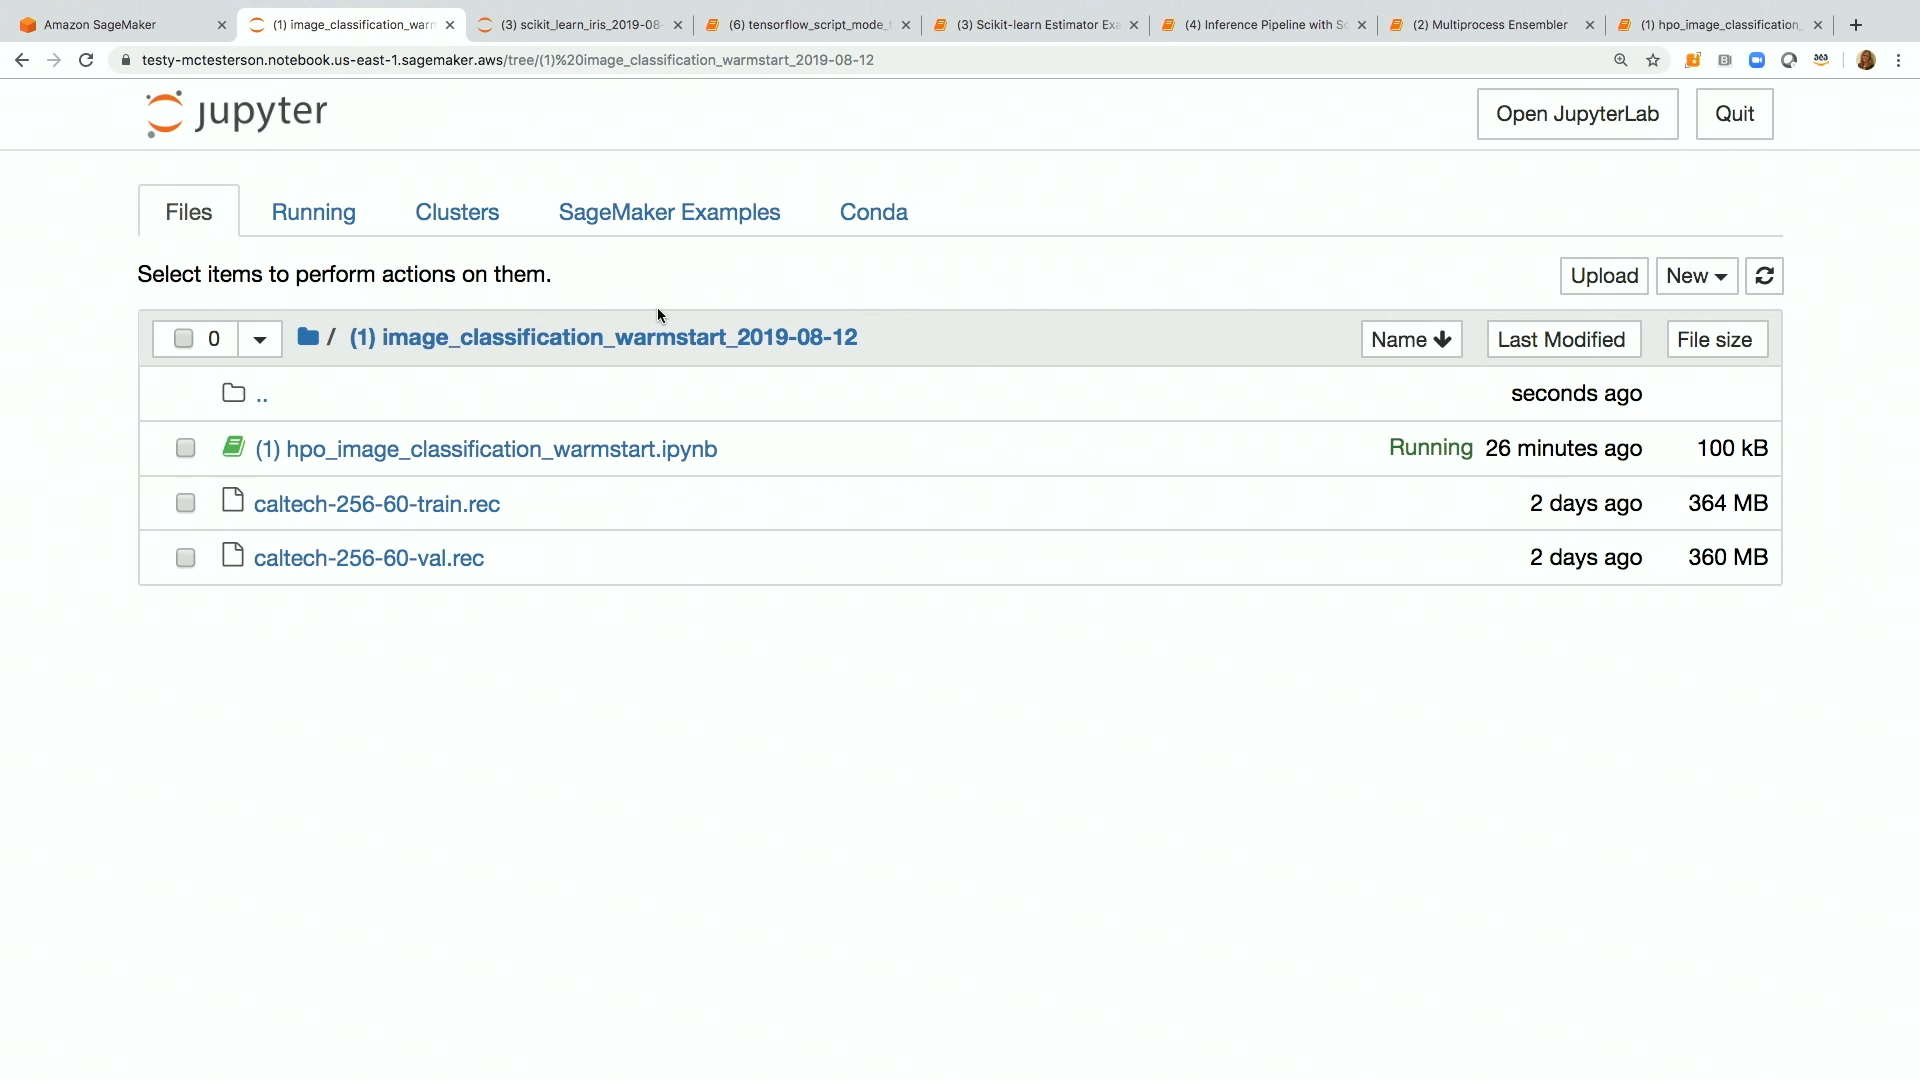 Amazon SageMaker
(1) image_classification_warm
(3) scikit_learn_iris_2019-08-
(6) tensorflow_script_mode_
(3) Scikit-learn Estimator Exa
(4) Inference Pipeline with Sc
(2) Multiprocess Ensembler
(1) hpo_image_classification_
testy-mctesterson.notebook.us-east-1.sagemaker.aws/tree/(1)%20image_classification_warmstart_2019-08-12
jupyter
Open JupyterLab
Quit
Files
Running
Clusters
SageMaker Examples
Conda
Select items to perform actions on them.
Upload
New
0
/ (1) image_classification_warmstart_2019-08-12
Name
Last Modified
File size
..
seconds ago
(1) hpo_image_classification_warmstart.ipynb
Running 26 minutes ago
100 kB
caltech-256-60-train.rec
2 days ago
364 MB
caltech-256-60-val.rec
2 days ago
360 MB